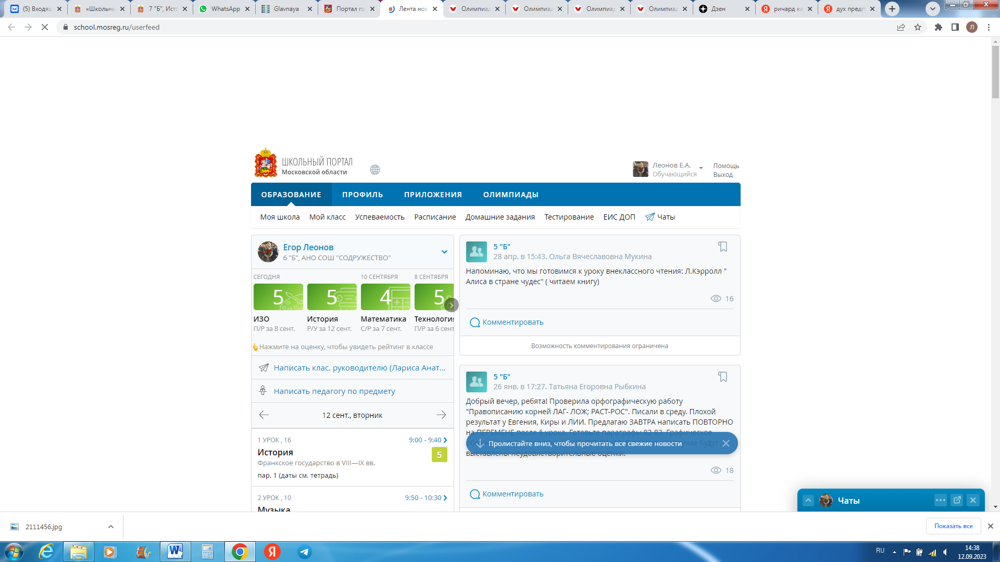 (5) Входящ
«Школьны
7 "Б", Исто
WhatsApp
Glavnaya
Портал го
Лента нов
Олимпиад
Олимпиад
Олимпиад
Олимпиад
Дзен
ричард ка
дух предп
school.mosreg.ru/userfeed
Л
ШКОЛЬНЫЙ ПОРТАЛ
Московской области
Леонов Е.А.
Обучающийся
Помощь
Выход
ОБРАЗОВАНИЕ ПРОФИЛЬ ПРИЛОЖЕНИЯ ОЛИМПИАДЫ
Моя школа Мой класс Успеваемость Расписание Домашние задания Тестирование ЕИС ДОП Чаты
Егор Леонов
6 "Б", АНО СОШ "СОДРУЖЕСТВО"
СЕГОДНЯ 10 СЕНТЯБРЯ 8 СЕНТЯБРЯ
5 5 4 5
ИЗО История Математика Технология
П/Р за 8 сент. Р/У за 12 сент. С/Р за 7 сент. П/Р за 6 сент
Нажмите на оценку, чтобы увидеть рейтинг в классе
Написать клас. руководителю (Лариса Анат...
Написать педагогу по предмету
12 сент., вторник
1 УРОК , 16 9:00 - 9:40
История
5
Франкское государство в VIII—IX вв.
пар. 1 (даты см. тетрадь)
2 УРОК , 10 9:50 - 10:30
Музыка
5 "Б"
28 апр. в 15:43. Ольга Вячеславовна Мукина
Напоминаю, что мы готовимся к уроку внеклассного чтения: Л.Кэрролл "
Алиса в стране чудес" ( читаем книгу)
16
Комментировать
Возможность комментирования ограничена
5 "Б"
26 янв. в 17:27. Татьяна Егоровна Рыбкина
Добрый вечер, ребята! Проверила орфографическую работу
"Правописанию корней ЛАГ- ЛОЖ; РАСТ-РОС". Писали в среду. Плохой
результат у Евгения, Киры и ЛИИ. Предлагаю ЗАВТРА написать ПОВТОРНО
на ПЕРЕМЕНЕ после 6 урока. Готовьте параграфы 82-83. Графическое
Пролистайте вниз, чтобы прочитать все свежие новости
выставлены неудовлетворительные оценки.
18
Комментировать
Чаты
2111456.jpg
Показать все
RU
14:38
12.09.2023